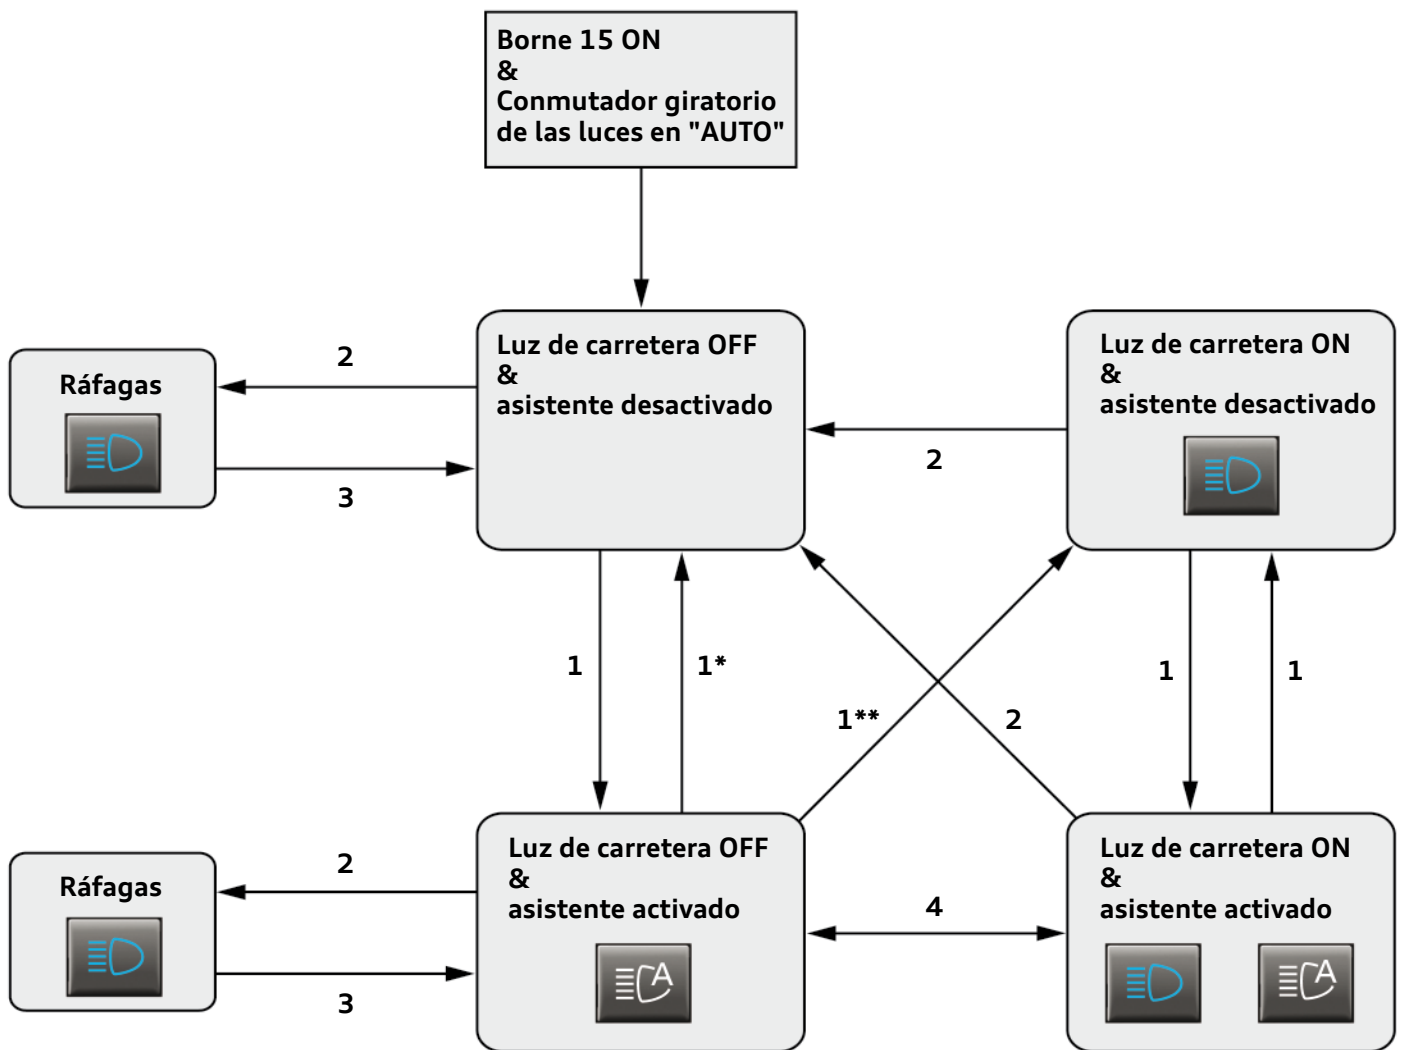 Borne 15 ON
&
Conmutador giratorio
de las luces en "AUTO"
Ráfagas
2
3
Luz de carretera OFF
&
asistente desactivado
2
Luz de carretera ON
&
asistente desactivado
1
1*
1**
2
1
1
Ráfagas
2
3
Luz de carretera OFF
&
asistente activado
A
4
Luz de carretera ON
&
asistente activado
A